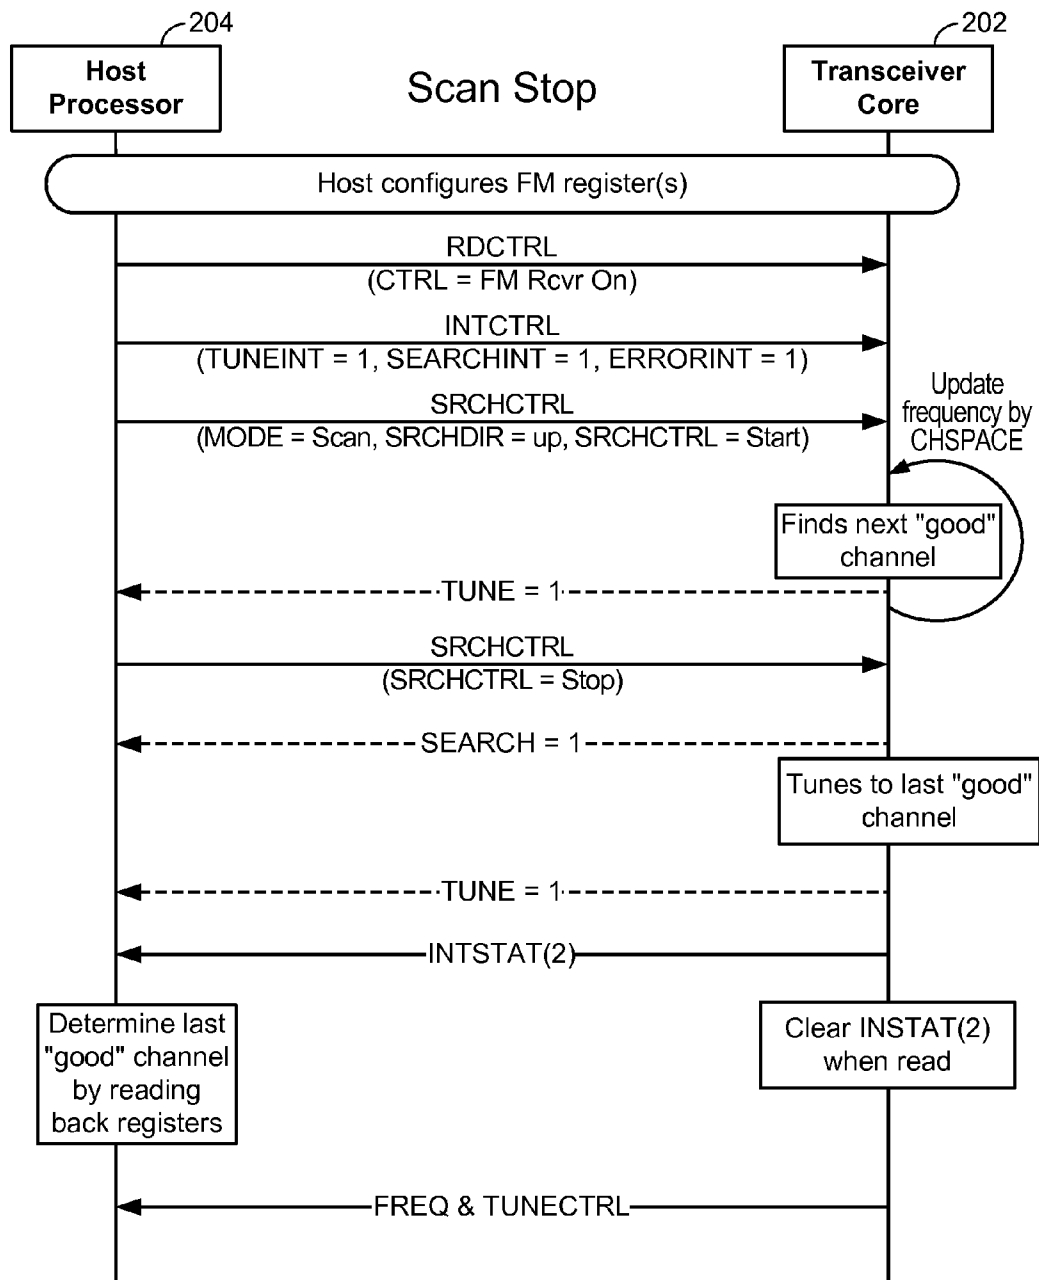 204
202
Host
Processor
Scan Stop
Transceiver
Core
Host configures FM register(s)
RDCTRL
(CTRL = FM Rcvr On)
INTCTRL
(TUNEINT = 1, SEARCHINT = 1, ERRORINT = 1)
SRCHCTRL
(MODE = Scan, SRCHDIR = up, SRCHCTRL = Start)
Update
frequency by
CHSPACE
Finds next "good"
channel
TUNE = 1
SRCHCTRL
(SRCHCTRL = Stop)
SEARCH = 1
Tunes to last "good"
channel
TUNE = 1
INTSTAT(2)
Determine last
"good" channel
by reading
back registers
Clear INSTAT(2)
when read
FREQ & TUNECTRL